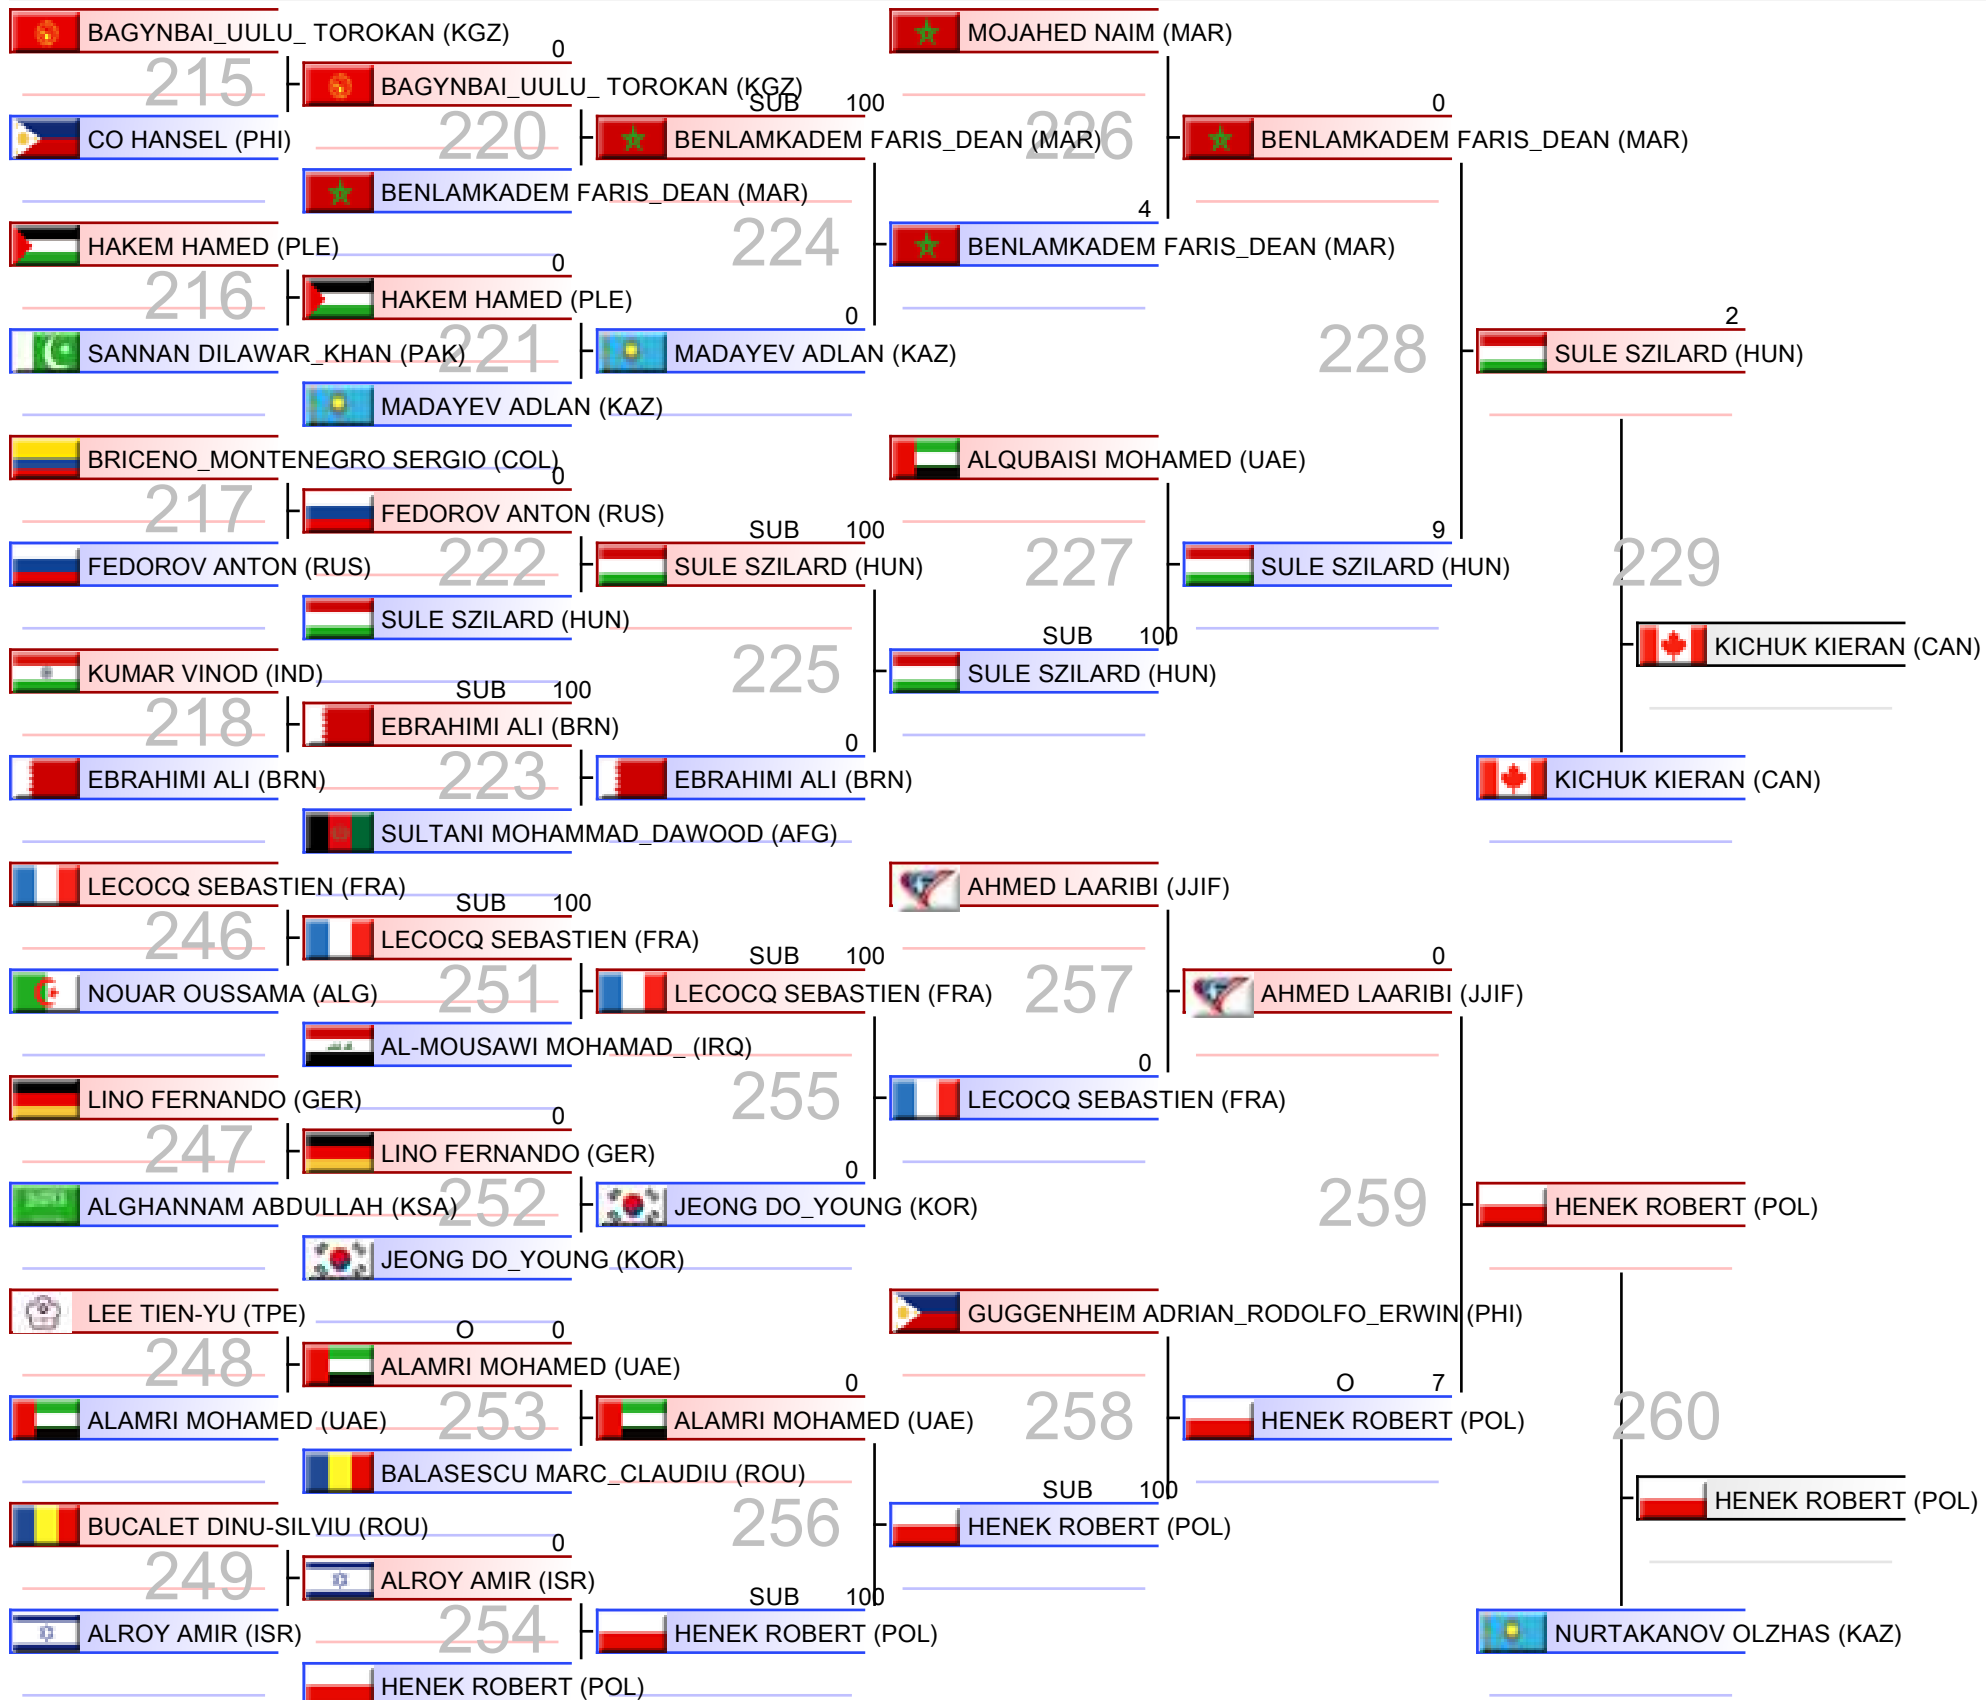 BAGYNBAI_UULU_ TOROKAN (KGZ)
MOJAHED NAIM (MAR)
0
215
BAGYNBAI_UULU_ TOROKAN (KGZ)
SUB 100
0
CO HANSEL (PHI)
220
BENLAMKADEM FARIS_DEAN (MAR)
226
BENLAMKADEM FARIS_DEAN (MAR)
BENLAMKADEM FARIS_DEAN (MAR)
4
HAKEM HAMED (PLE)
224
BENLAMKADEM FARIS_DEAN (MAR)
0
216
HAKEM HAMED (PLE)
0
2
SANNAN DILAWAR_KHAN (PAK)
221
MADAYEV ADLAN (KAZ)
228
SULE SZILARD (HUN)
MADAYEV ADLAN (KAZ)
BRICENO_MONTENEGRO SERGIO (COL)
ALQUBAISI MOHAMED (UAE)
0
217
FEDOROV ANTON (RUS)
SUB 100
9
FEDOROV ANTON (RUS)
222
SULE SZILARD (HUN)
227
SULE SZILARD (HUN)
229
SULE SZILARD (HUN)
SUB 100
KICHUK KIERAN (CAN)
KUMAR VINOD (IND)
225
SULE SZILARD (HUN)
SUB 100
218
EBRAHIMI ALI (BRN)
0
EBRAHIMI ALI (BRN)
223
EBRAHIMI ALI (BRN)
KICHUK KIERAN (CAN)
SULTANI MOHAMMAD_DAWOOD (AFG)
LECOCQ SEBASTIEN (FRA)
AHMED LAARIBI (JJIF)
SUB 100
246
LECOCQ SEBASTIEN (FRA)
SUB 100
0
NOUAR OUSSAMA (ALG)
251
LECOCQ SEBASTIEN (FRA)
257
AHMED LAARIBI (JJIF)
AL-MOUSAWI MOHAMAD_ (IRQ)
0
LINO FERNANDO (GER)
255
LECOCQ SEBASTIEN (FRA)
0
247
LINO FERNANDO (GER)
0
ALGHANNAM ABDULLAH (KSA)
252
JEONG DO_YOUNG (KOR)
259
HENEK ROBERT (POL)
JEONG DO_YOUNG (KOR)
LEE TIEN-YU (TPE)
GUGGENHEIM ADRIAN_RODOLFO_ERWIN (PHI)
O 0
248
ALAMRI MOHAMED (UAE)
0
O 7
ALAMRI MOHAMED (UAE)
253
ALAMRI MOHAMED (UAE)
258
HENEK ROBERT (POL)
260
BALASESCU MARC_CLAUDIU (ROU)
SUB 100
HENEK ROBERT (POL)
BUCALET DINU-SILVIU (ROU)
256
HENEK ROBERT (POL)
0
249
ALROY AMIR (ISR)
SUB 100
ALROY AMIR (ISR)
254
HENEK ROBERT (POL)
NURTAKANOV OLZHAS (KAZ)
HENEK ROBERT (POL)